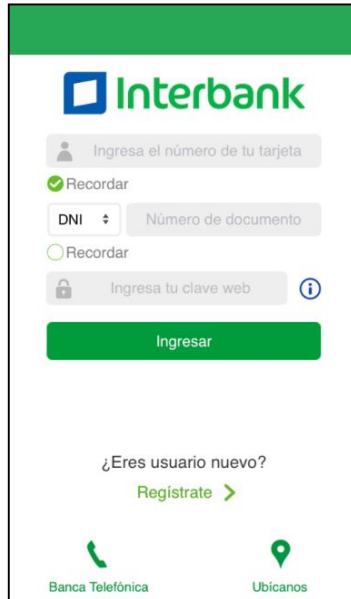 Interbank
Ingresa el número de tu tarjeta
Recordar
DNI Número de documento
Recordar
Ingresa tu clave web
Ingresar
¿Eres usuario nuevo?
Regístrate
Banca Telefónica Ubícanos